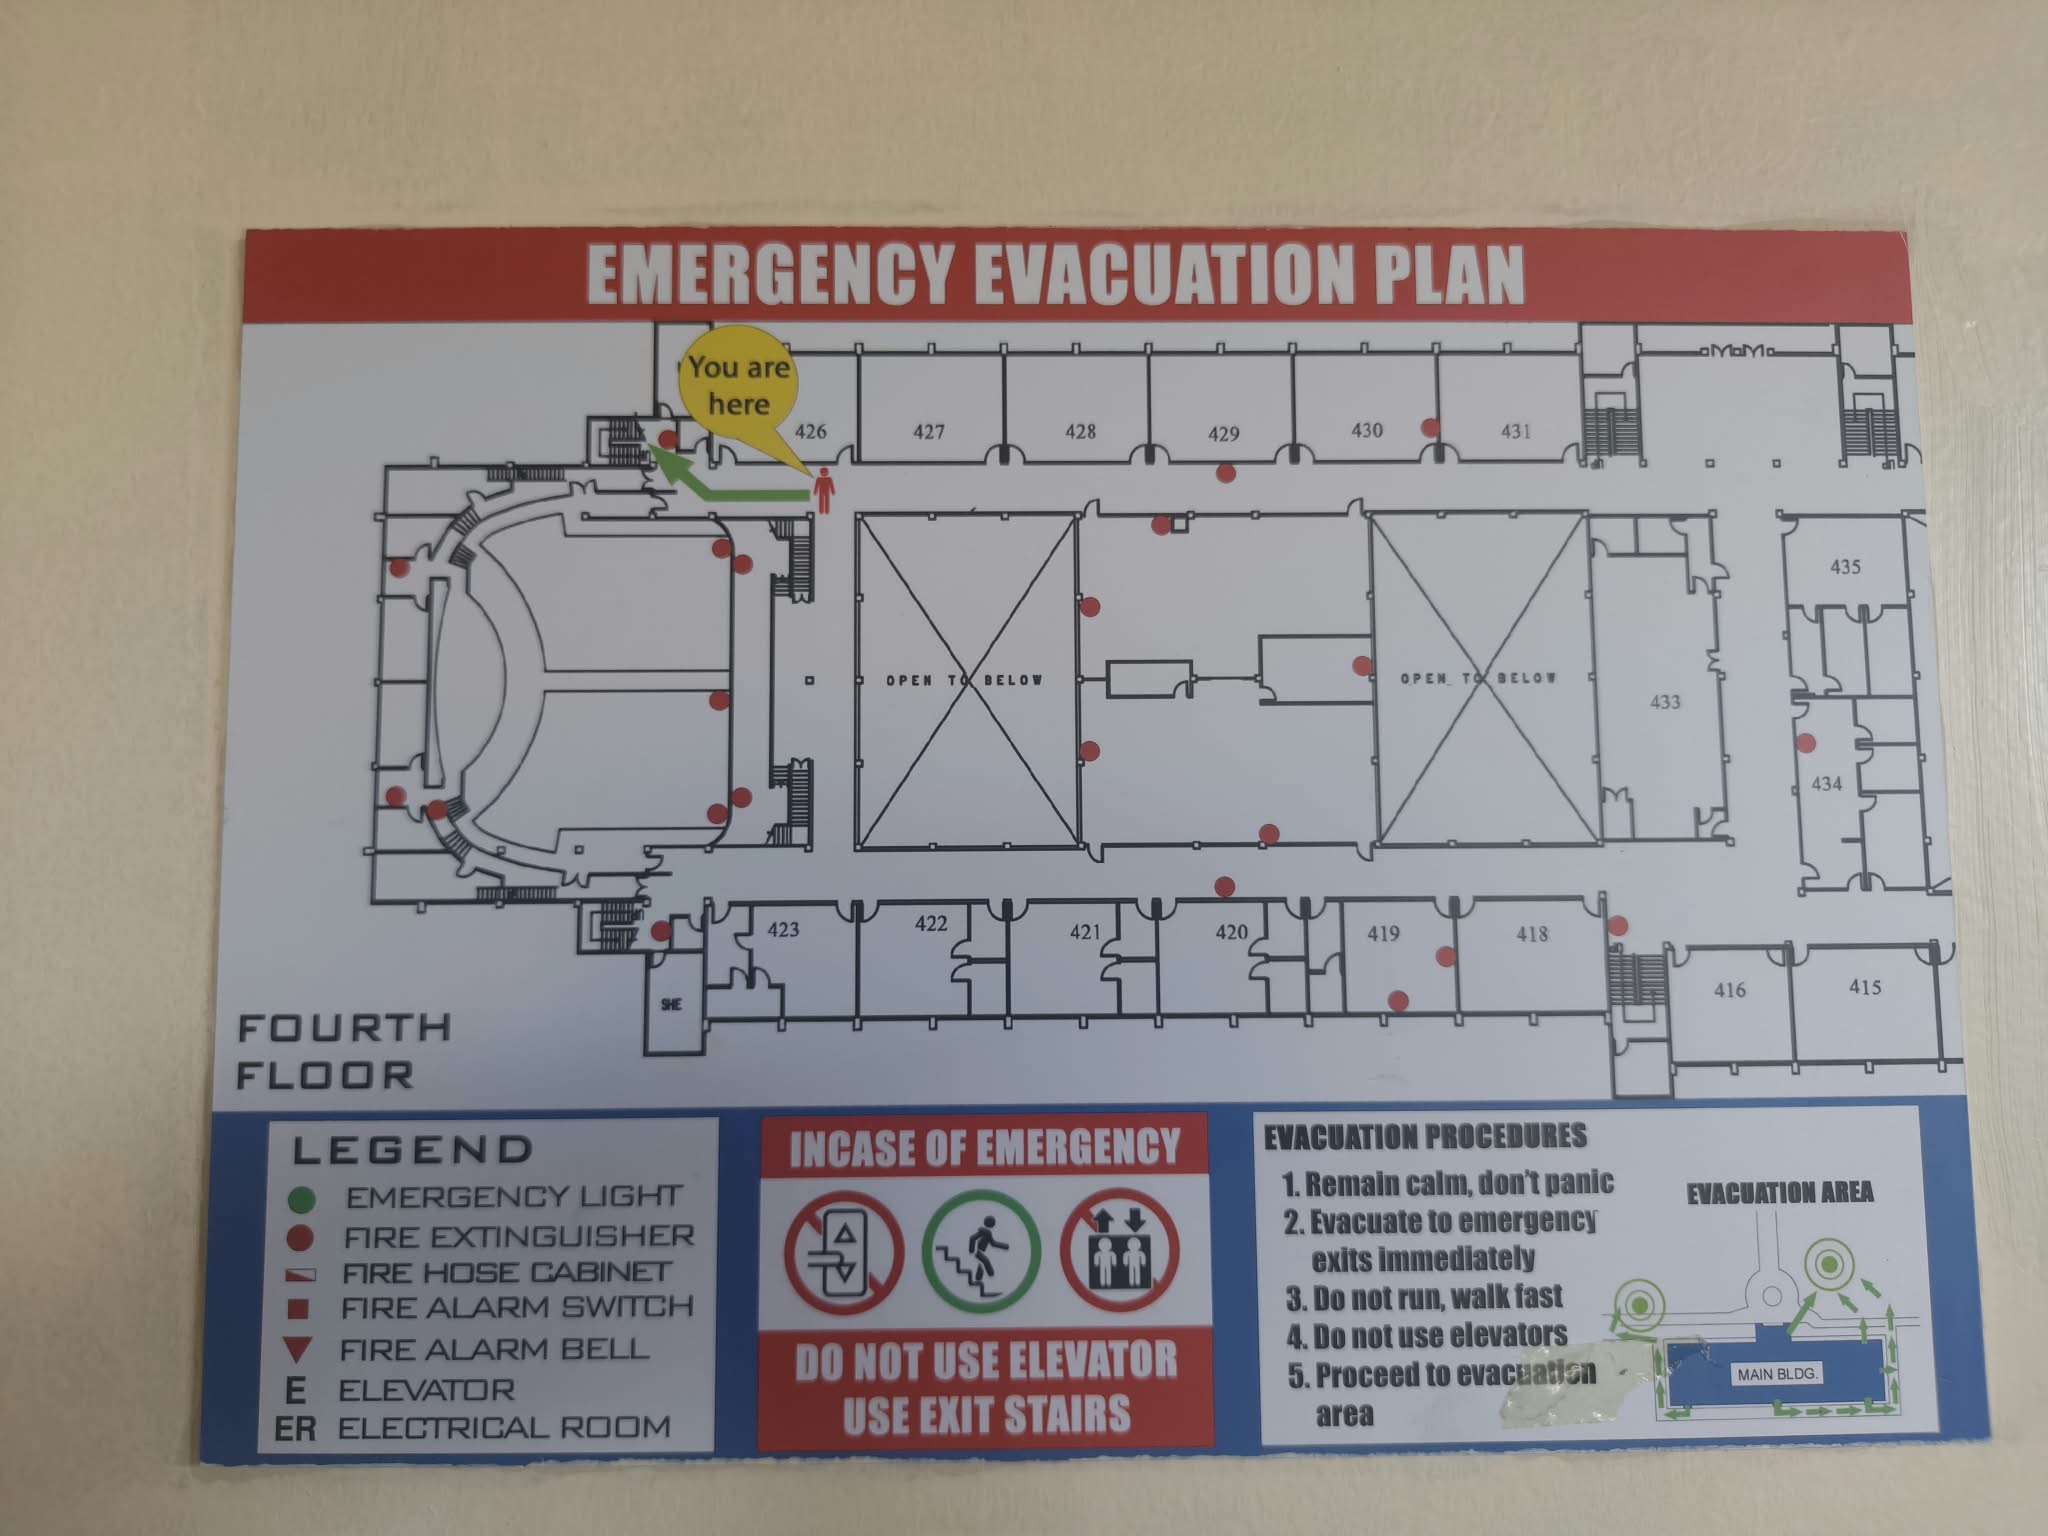 EMERGENCY EVACUATION PLAN
You are
here
426
427
428
429
430
431
435
OPEN TO BELOW
OPEN TO BELOW
433
434
423
422
421
420
419
418
416
415
SHE
FOURTH
FLOOR
LEGEND
EMERGENCY LIGHT
FIRE EXTINGUISHER
FIRE HOSE CABINET
FIRE ALARM SWITCH
FIRE ALARM BELL
E ELEVATOR
ER ELECTRICAL ROOM
INCASE OF EMERGENCY
DO NOT USE ELEVATOR
USE EXIT STAIRS
EVACUATION PROCEDURES
1. Remain calm, don't panic
2. Evacuate to emergency
exits immediately
3. Do not run, walk fast
4. Do not use elevators
5. Proceed to evacuation
area
EVACUATION AREA
MAIN BLDG.